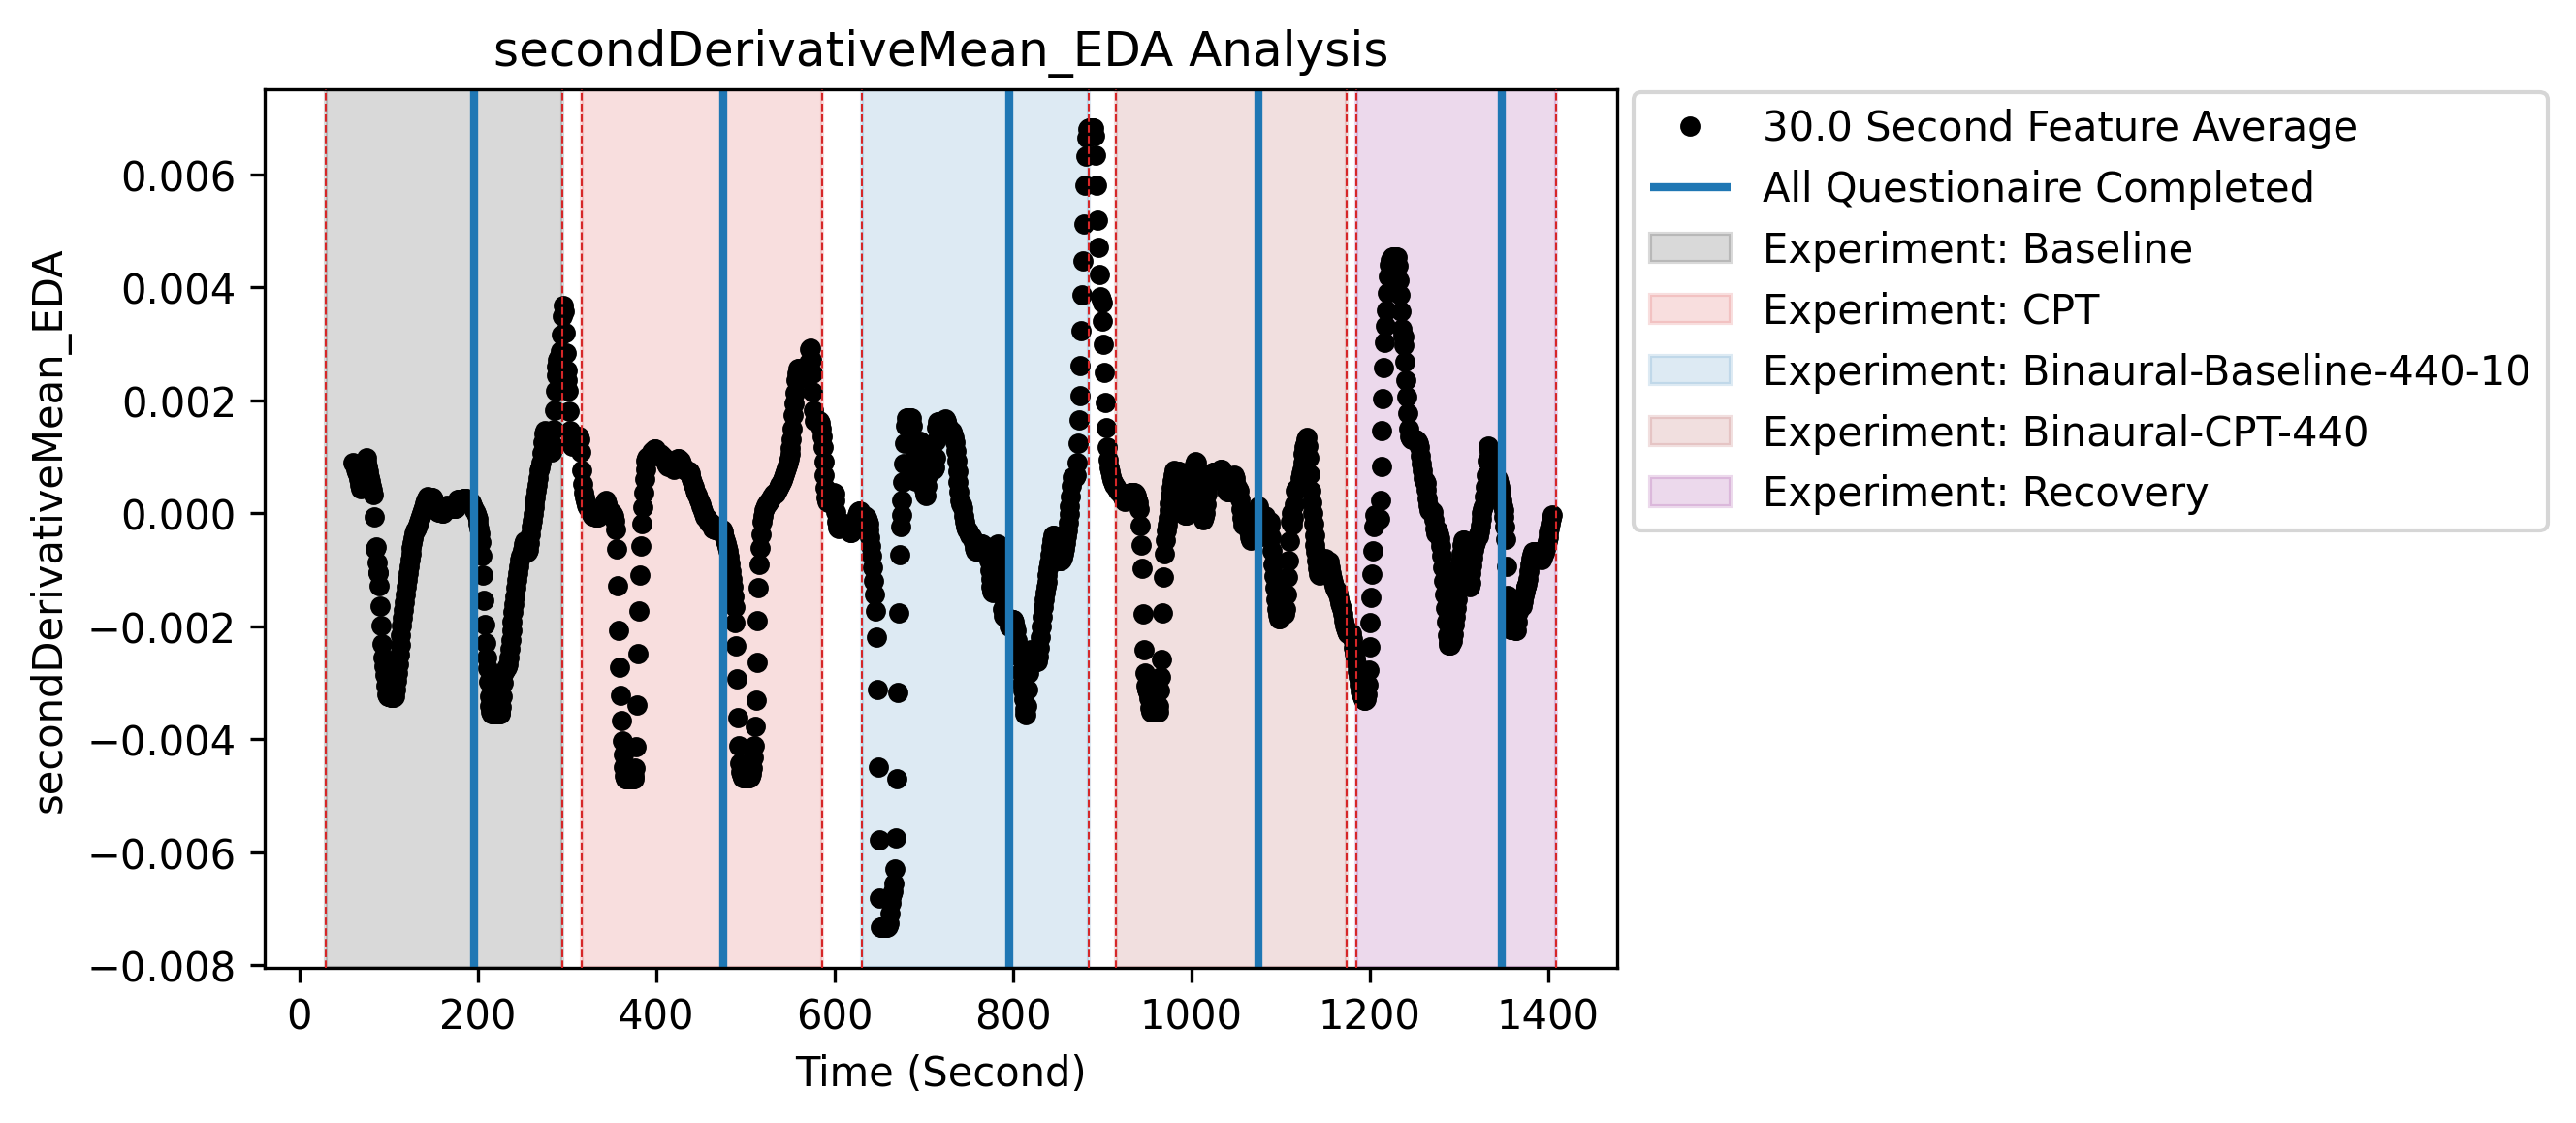 secondDerivativeMean_EDA Analysis
secondDerivativeMean_EDA
0.006
0.004
0.002
0.000
−0.002
−0.004
−0.006
−0.008
0 200 400 600 800 1000 1200 1400
Time (Second)
30.0 Second Feature Average
All Questionaire Completed
Experiment: Baseline
Experiment: CPT
Experiment: Binaural-Baseline-440-10
Experiment: Binaural-CPT-440
Experiment: Recovery